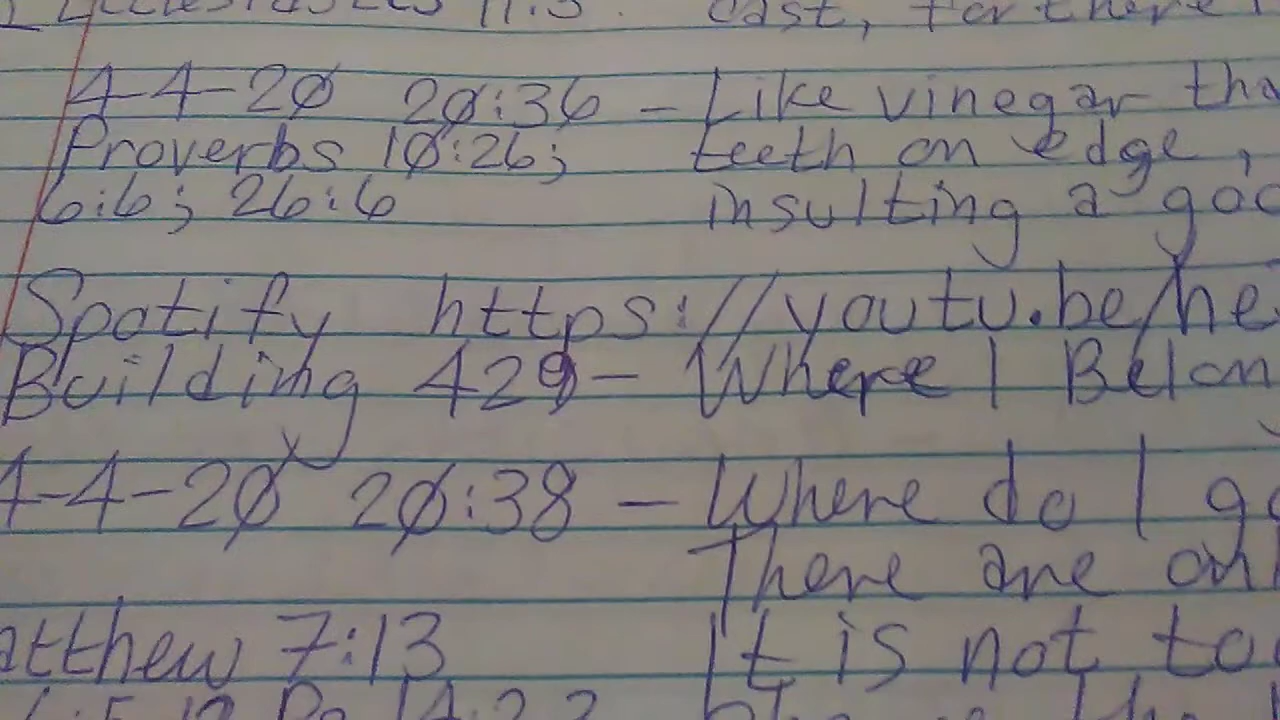 Ecclesiastes 11:3 cast, for there
4-4-20 20:36 - Like vinegar tha
Proverbs 10:26; teeth on edge,
6:6; 26:6 insulting a goo
Spotify https://youtu.be/he
Building 429 - Where I Belon
4-4-20 20:38 - Where do I go
There are onl
atthew 7:13 It is not to